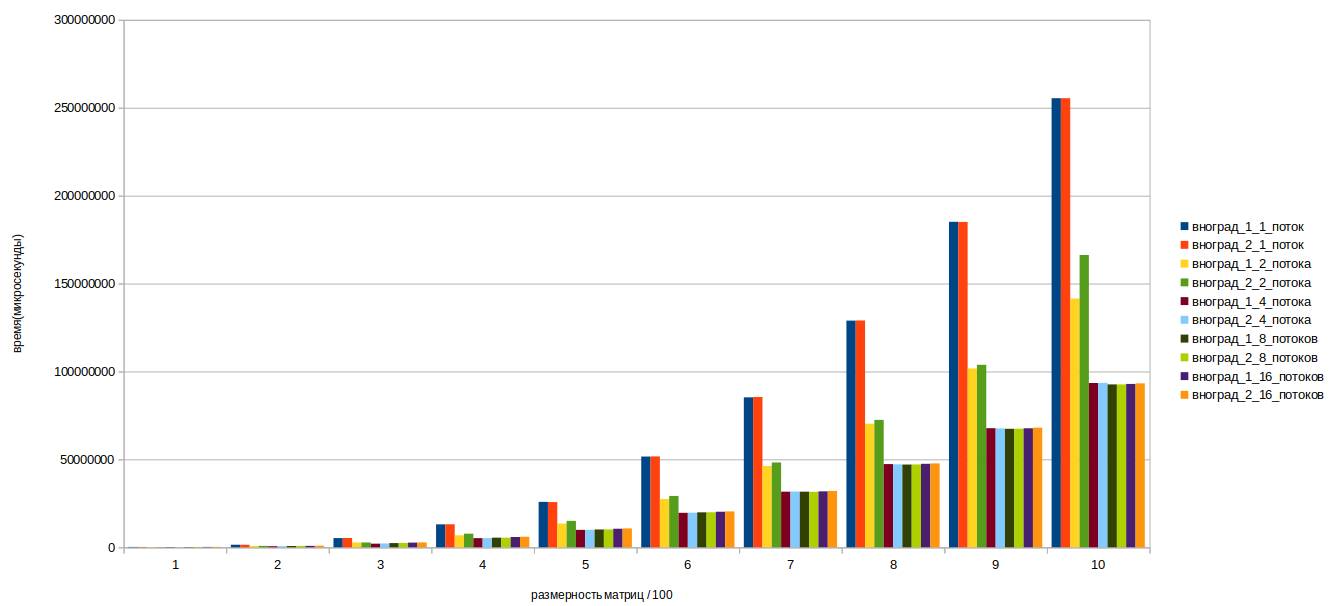 300000000
250000000
200000000
150000000
100000000
50000000
0
время(микросекунды)
1 2 3 4 5 6 7 8 9 10
размерность матриц / 100
вноград_1_1_поток
вноград_2_1_поток
вноград_1_2_потока
вноград_2_2_потока
вноград_1_4_потока
вноград_2_4_потока
вноград_1_8_потоков
вноград_2_8_потоков
вноград_1_16_потоков
вноград_2_16_потоков